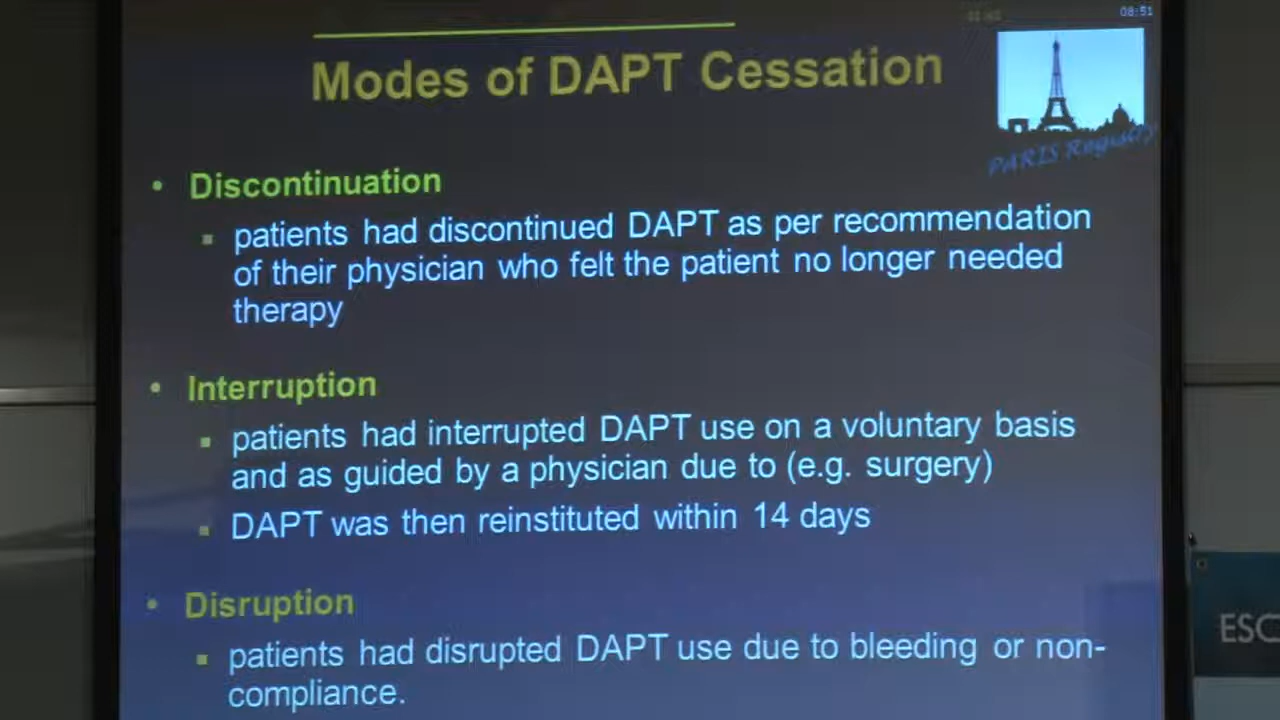 08:51
Modes of DAPT Cessation
PARIS Registry
• Discontinuation
▪ patients had discontinued DAPT as per recommendation
of their physician who felt the patient no longer needed
therapy
• Interruption
▪ patients had interrupted DAPT use on a voluntary basis
and as guided by a physician due to (e.g. surgery)
▪ DAPT was then reinstituted within 14 days
• Disruption
▪ patients had disrupted DAPT use due to bleeding or non-
compliance.
ESC